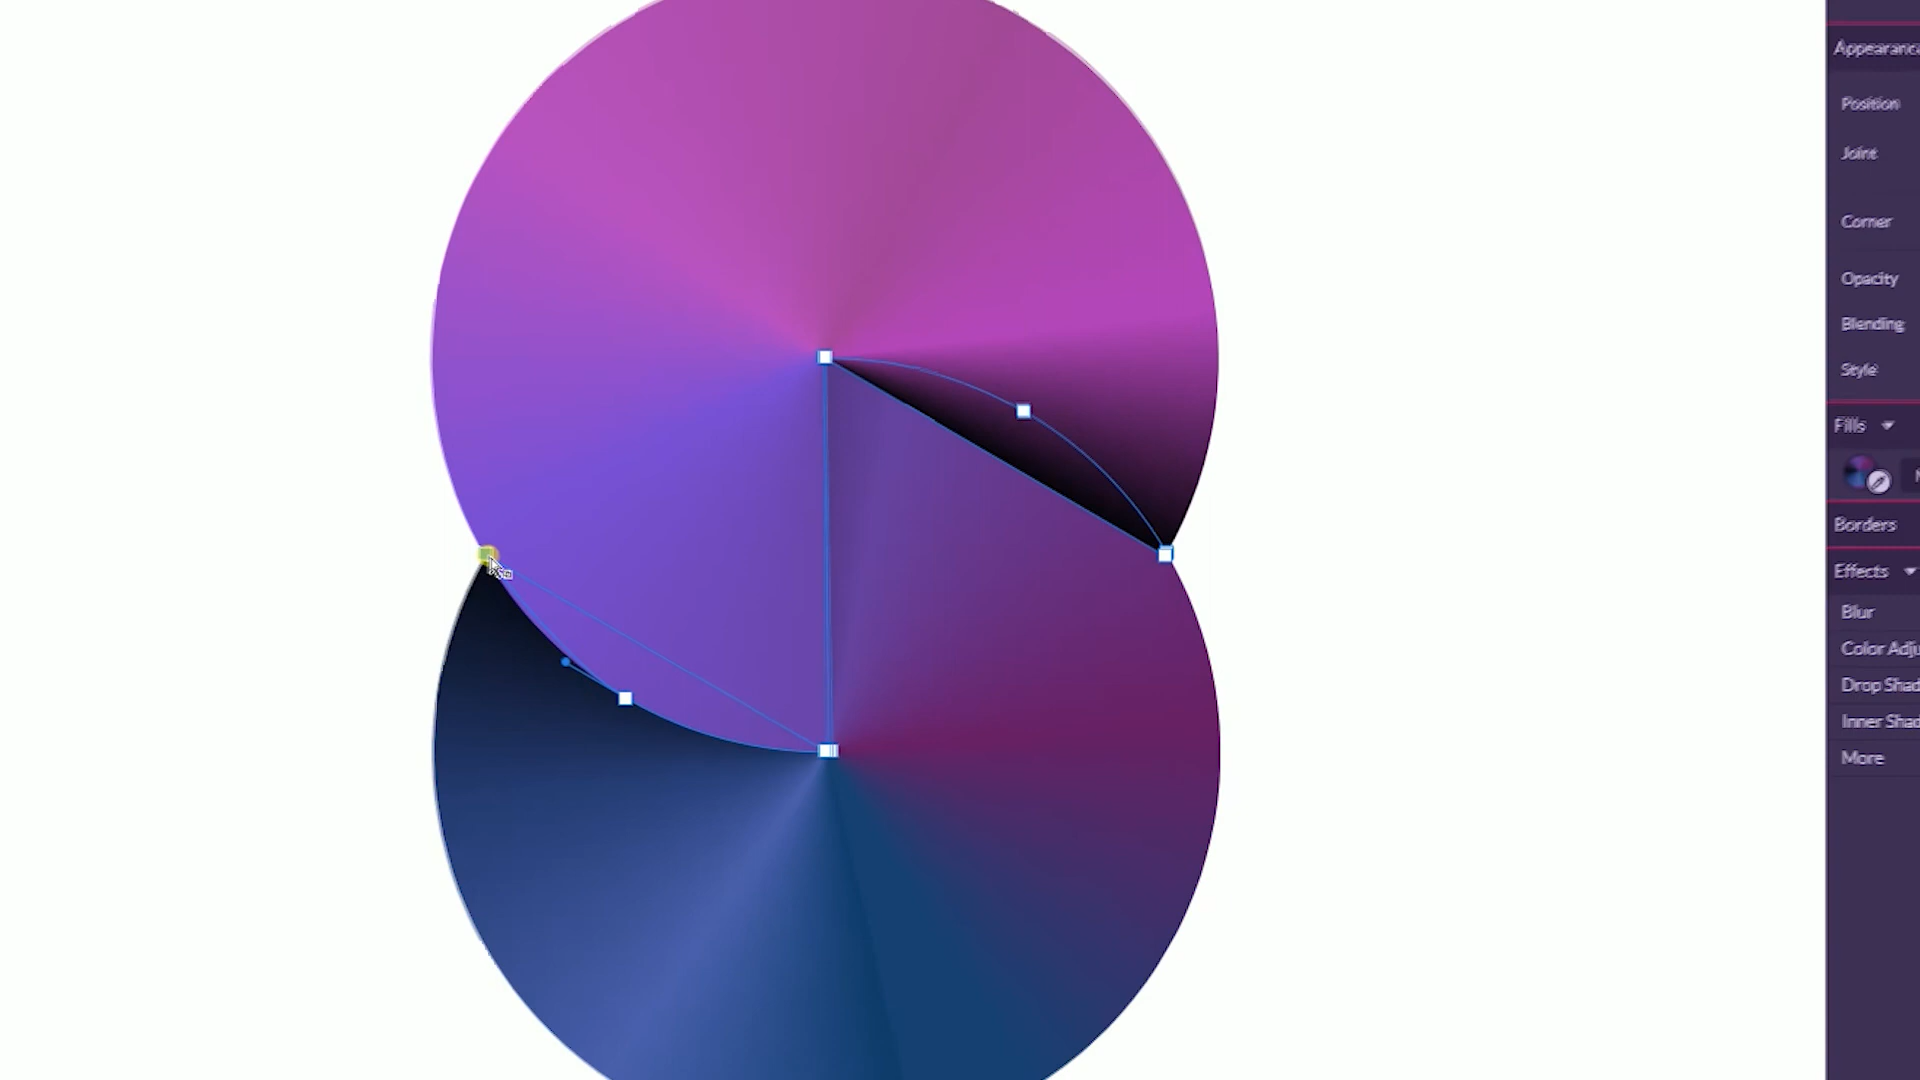 Appearanc
Position
Joint
Corner
Opacity
Blending
Style
Fills
Borders
Effects
Blur
Color Adju
Drop Shad
Inner Shad
More